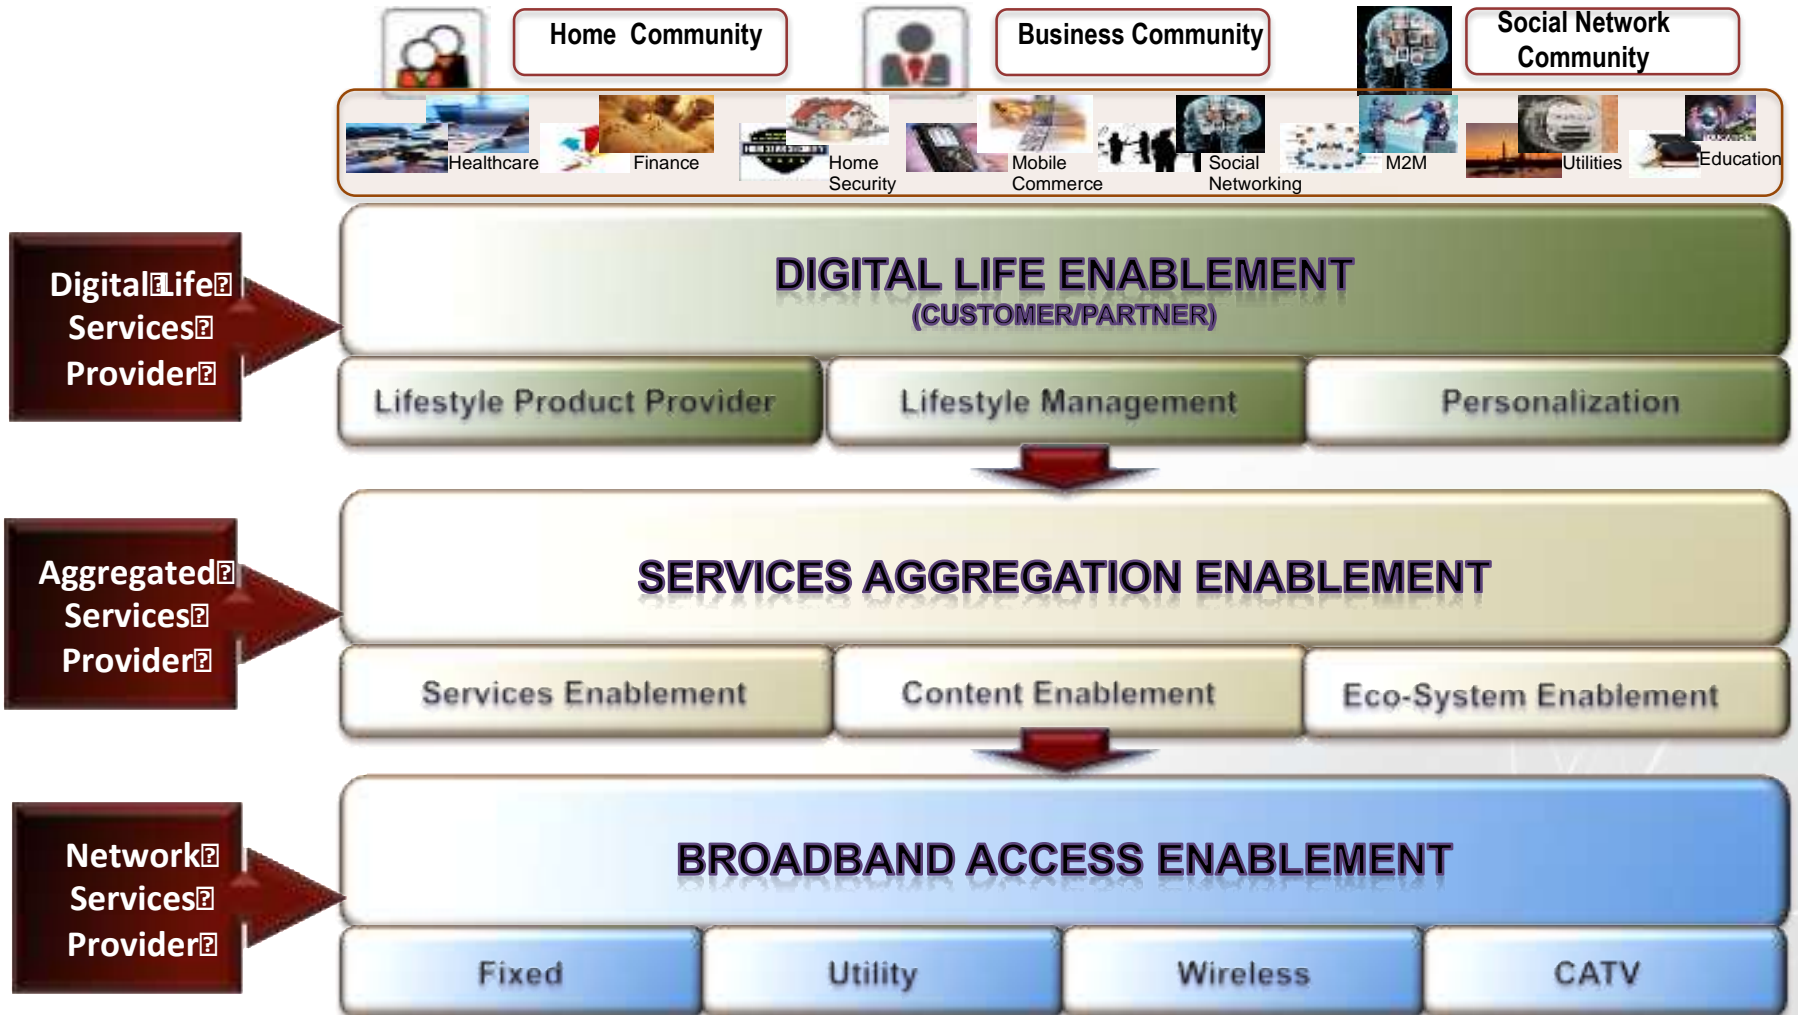 Home Community
Business Community
Social Network
Community
Healthcare
Finance
Home
Security
Mobile
Commerce
Social
Networking
M2M
Utilities
Education
Digital Life
Services
Provider
DIGITAL LIFE ENABLEMENT
(CUSTOMER/PARTNER)
Lifestyle Product Provider
Lifestyle Management
Personalization
Aggregated
Services
Provider
SERVICES AGGREGATION ENABLEMENT
Services Enablement
Content Enablement
Eco-System Enablement
Network
Services
Provider
BROADBAND ACCESS ENABLEMENT
Fixed
Utility
Wireless
CATV